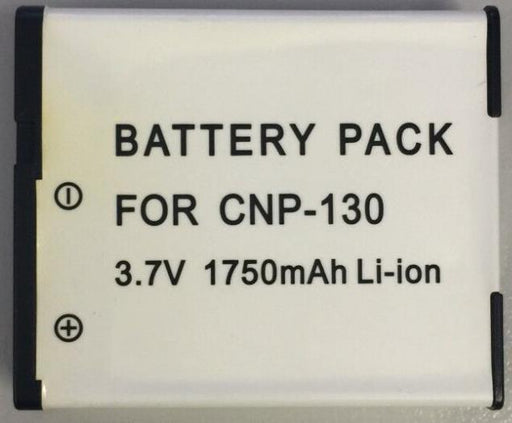 BATTERY PACK
FOR CNP-130
3.7V 1750mAh Li-ion